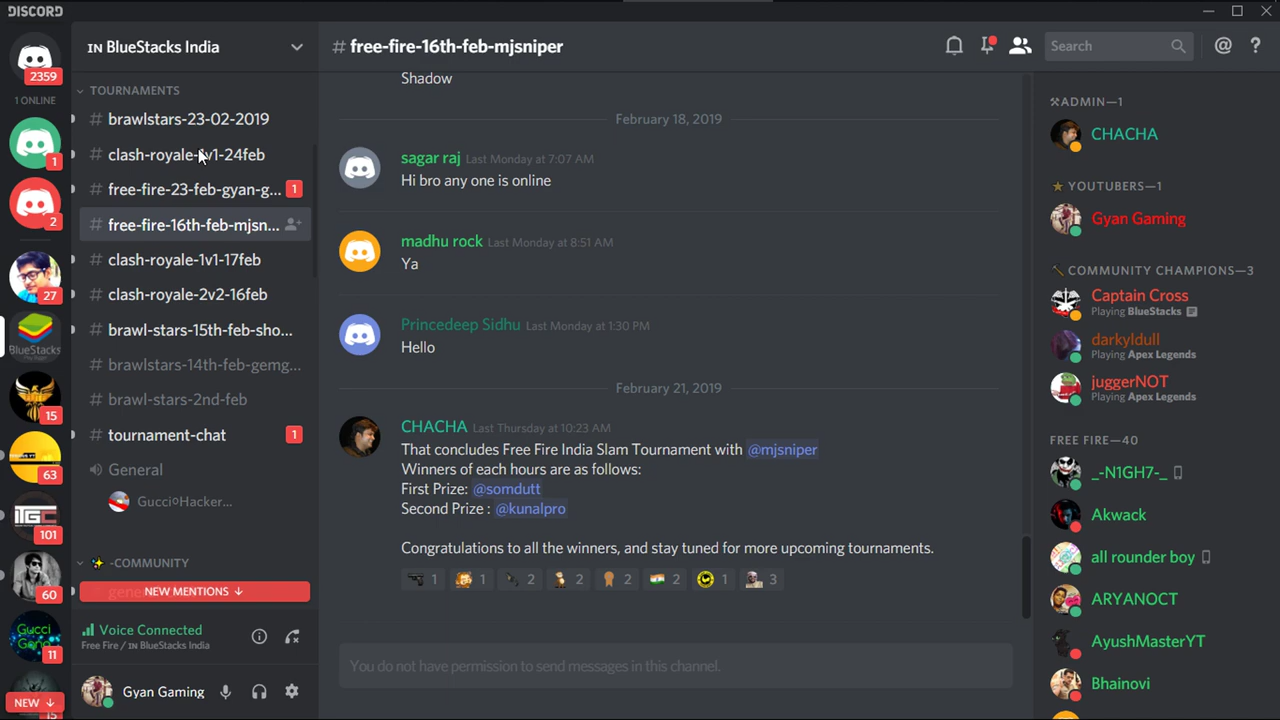 DISCORD
2359
1 ONLINE
1
2
27
BlueStacks
15
63
ITGC
101
60
Gucci
Gang
11
NEW ↓
15
IN BlueStacks India
TOURNAMENTS
# brawlstars-23-02-2019
# clash-royale-1v1-24feb
# free-fire-23-feb-gyan-g... 1
# free-fire-16th-feb-mjsn...
# clash-royale-1v1-17feb
# clash-royale-2v2-16feb
# brawl-stars-15th-feb-sho...
# brawlstars-14th-feb-gemg...
# brawl-stars-2nd-feb
# tournament-chat 1
General
Gucci○Hacker...
-COMMUNITY
NEW MENTIONS ↓
Voice Connected
Free Fire / IN BlueStacks India
Gyan Gaming
# free-fire-16th-feb-mjsniper
Search
@ ?
Shadow
February 18, 2019
sagar raj Last Monday at 7:07 AM
Hi bro any one is online
madhu rock Last Monday at 8:51 AM
Ya
Princedeep Sidhu Last Monday at 1:30 PM
Hello
February 21, 2019
CHACHA Last Thursday at 10:23 AM
That concludes Free Fire India Slam Tournament with @mjsniper
Winners of each hours are as follows:
First Prize: @somdutt
Second Prize : @kunalpro
Congratulations to all the winners, and stay tuned for more upcoming tournaments.
1 1 2 2 2 2 1 3
You do not have permission to send messages in this channel.
ADMIN—1
CHACHA
YOUTUBERS—1
Gyan Gaming
COMMUNITY CHAMPIONS—3
Captain Cross
Playing BlueStacks
darkyldull
Playing Apex Legends
juggerNOT
Playing Apex Legends
FREE FIRE—40
_-N1GH7-_
Akwack
all rounder boy
ARYANOCT
AyushMasterYT
Bhainovi